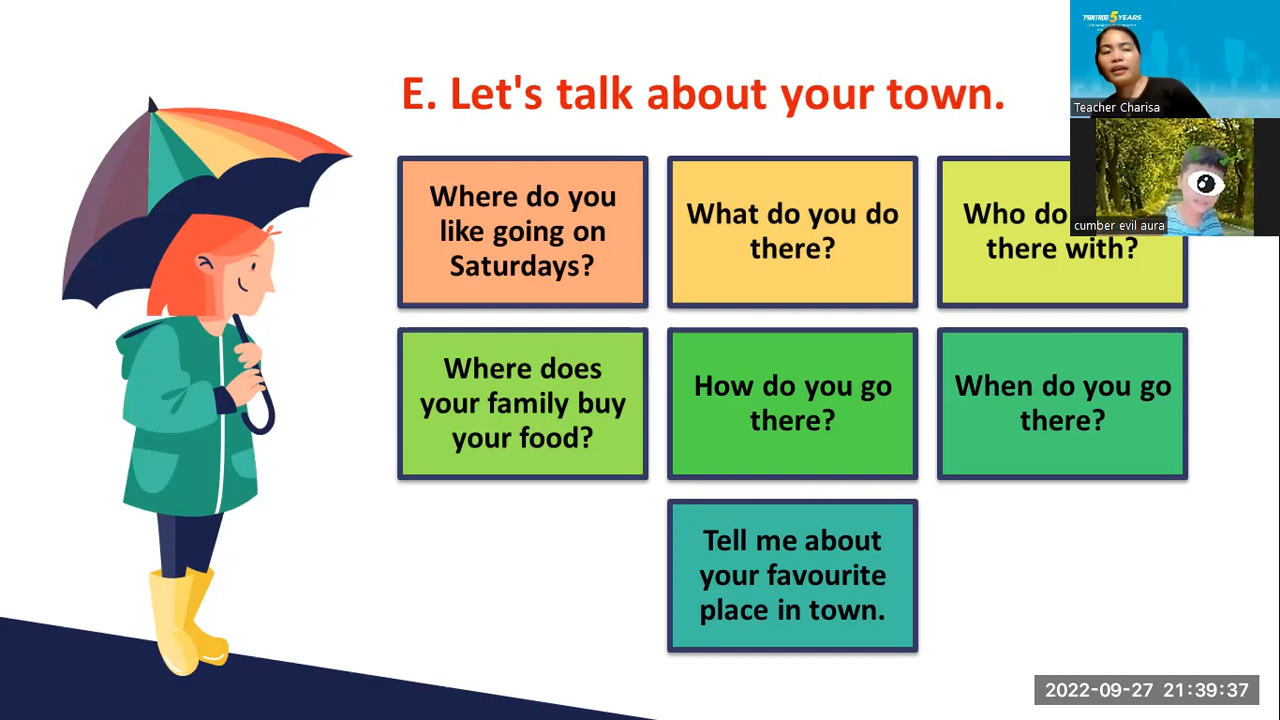 E. Let's talk about your town.
Where do you
like going on
Saturdays?
What do you do
there?
Who do
there with?
Where does
your family buy
your food?
How do you go
there?
When do you go
there?
Tell me about
your favourite
place in town.
5 YEARS
Teacher Charisa
cumber evil aura
2022-09-27 21:39:37